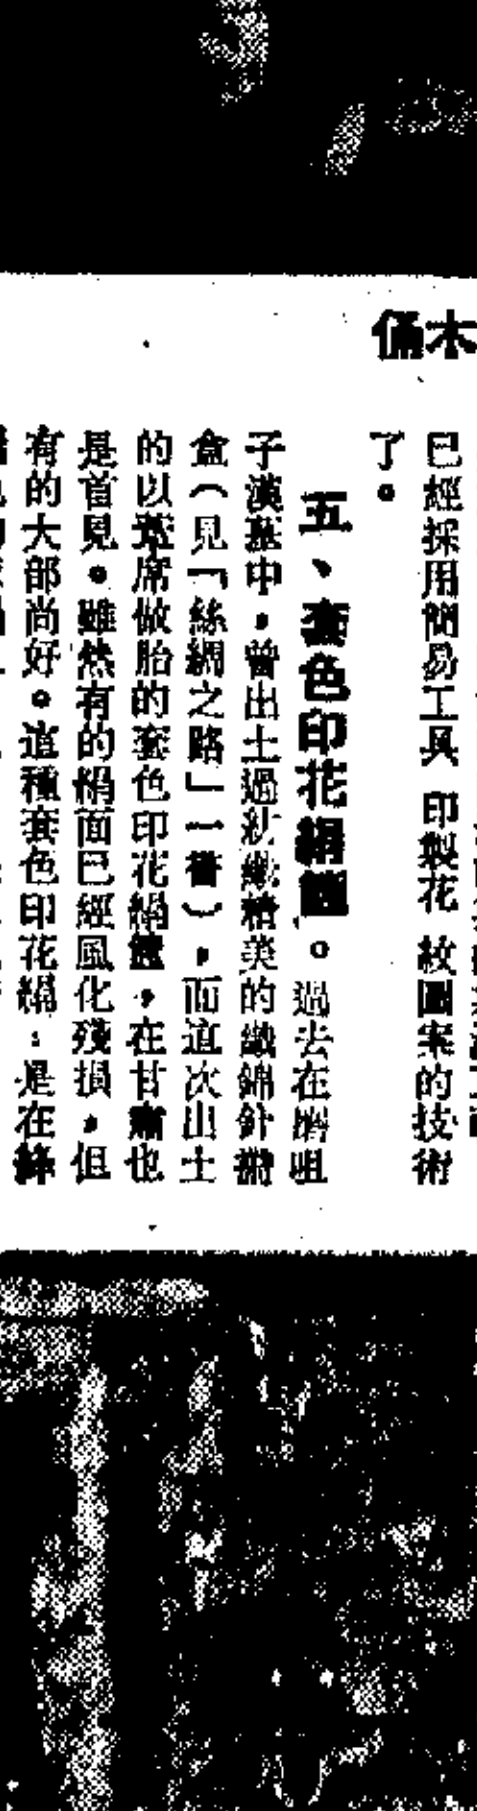 木俑
已經採用簡易工具 印製花 紋圖案的技術
了。
五、套色印花絹。過去在磨咀
子漢墓中，曾出土過紡織精美的織錦針黹
盒（見「絲綢之路」一書），而這次出土
的以葦席做胎的套色印花絹，在甘肅也
是首見。雖然有的絹面已經風化殘損，但
有的大部尚好。這種套色印花絹，是在